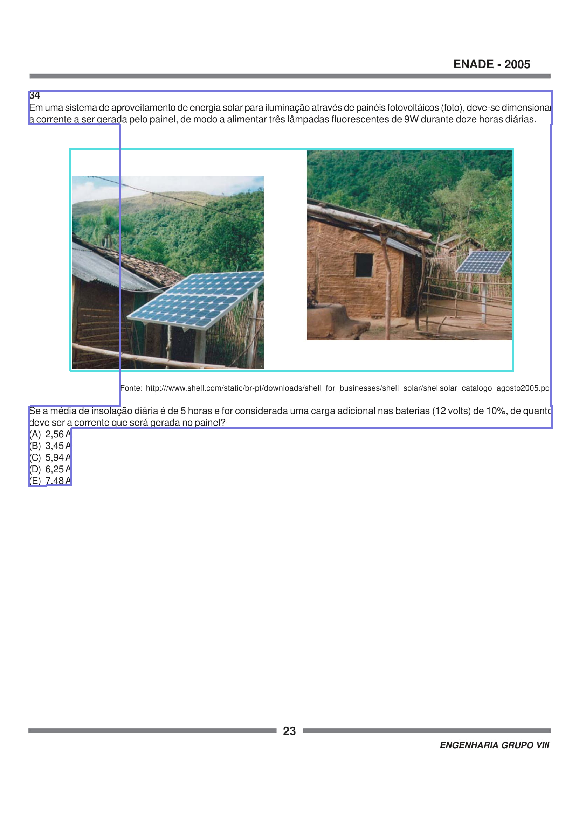 ENADE - 2005
34
Em uma sistema de aproveitamento de energia solar para iluminação através de painéis fotovoltáicos (foto), deve-se dimensionar
a corrente a ser gerada pelo painel, de modo a alimentar três lâmpadas fluorescentes de 9W durante doze horas diárias.
Fonte: http://www.shell.com/static/br-pt/downloads/shell_for_businesses/shell_solar/shelsolar_catalogo_agosto2005.pd
Se a média de insolação diária é de 5 horas e for considerada uma carga adicional nas baterias (12 volts) de 10%, de quanto
deve ser a corrente que será gerada no painel?
(A) 2,56 A
(B) 3,45 A
(C) 5,94 A
(D) 6,25 A
(E) 7,48 A
23
ENGENHARIA GRUPO VIII